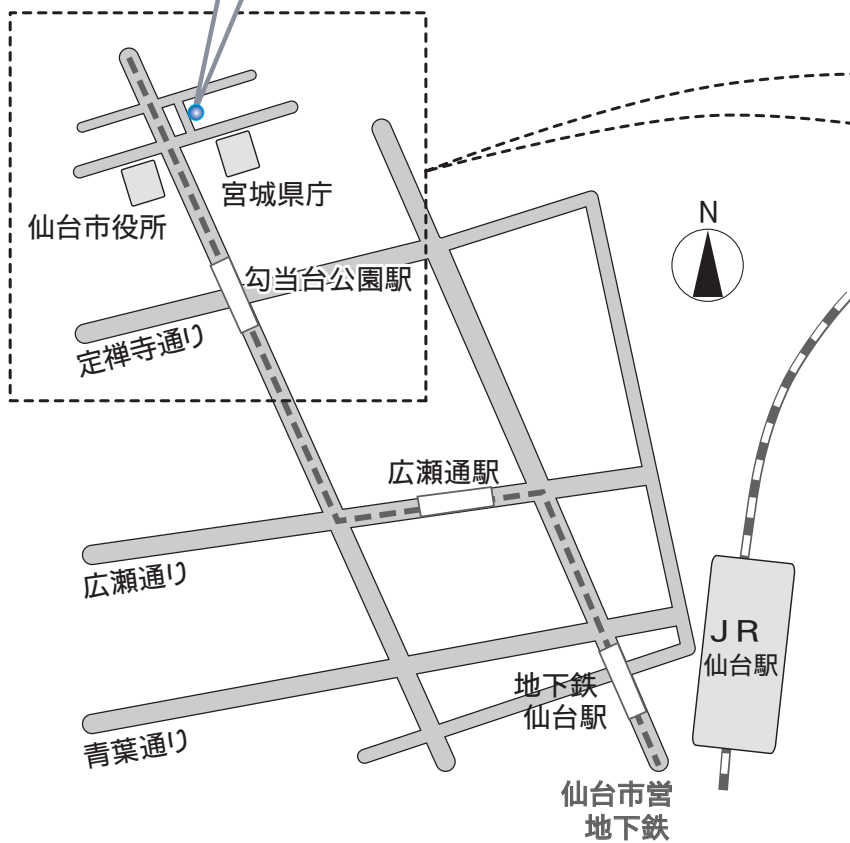 宮城県庁
仙台市役所
N
勾当台公園駅
定禅寺通り
広瀬通駅
広瀬通り
JR
仙台駅
地下鉄
仙台駅
青葉通り
仙台市営
地下鉄